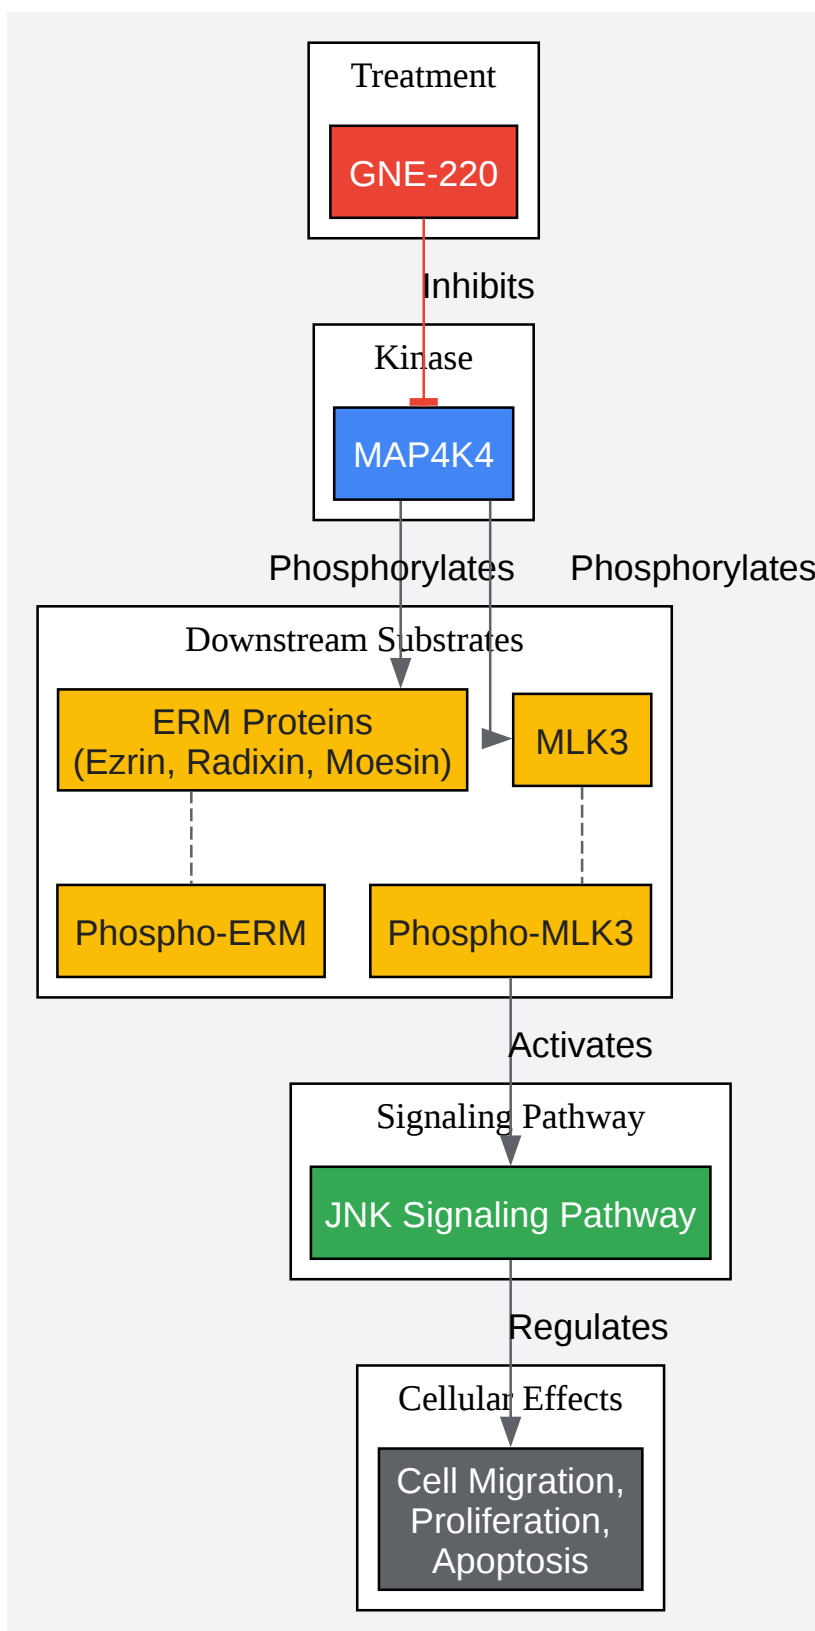 Treatment
GNE-220
Inhibits
Kinase
MAP4K4
Phosphorylates
Phosphorylates
Downstream Substrates
ERM Proteins
(Ezrin, Radixin, Moesin)
MLK3
Phospho-ERM
Phospho-MLK3
Activates
Signaling Pathway
JNK Signaling Pathway
Regulates
Cellular Effects
Cell Migration,
Proliferation,
Apoptosis